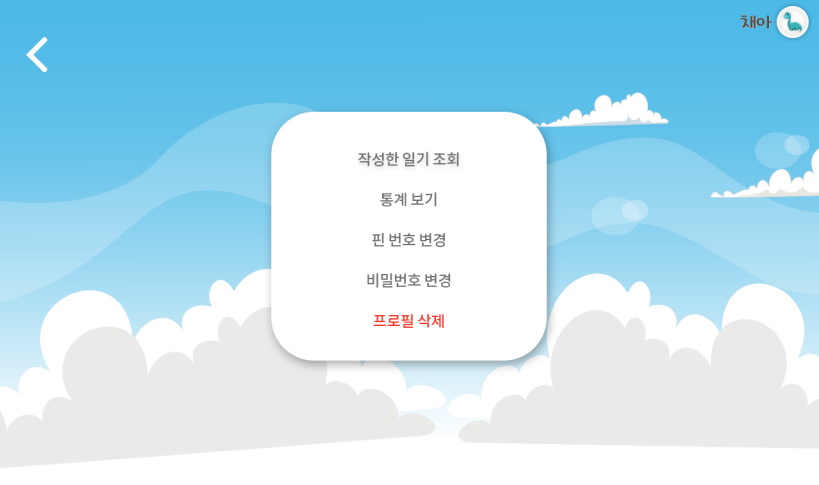 채아
작성한 일기 조회
통계 보기
핀 번호 변경
비밀번호 변경
프로필 삭제